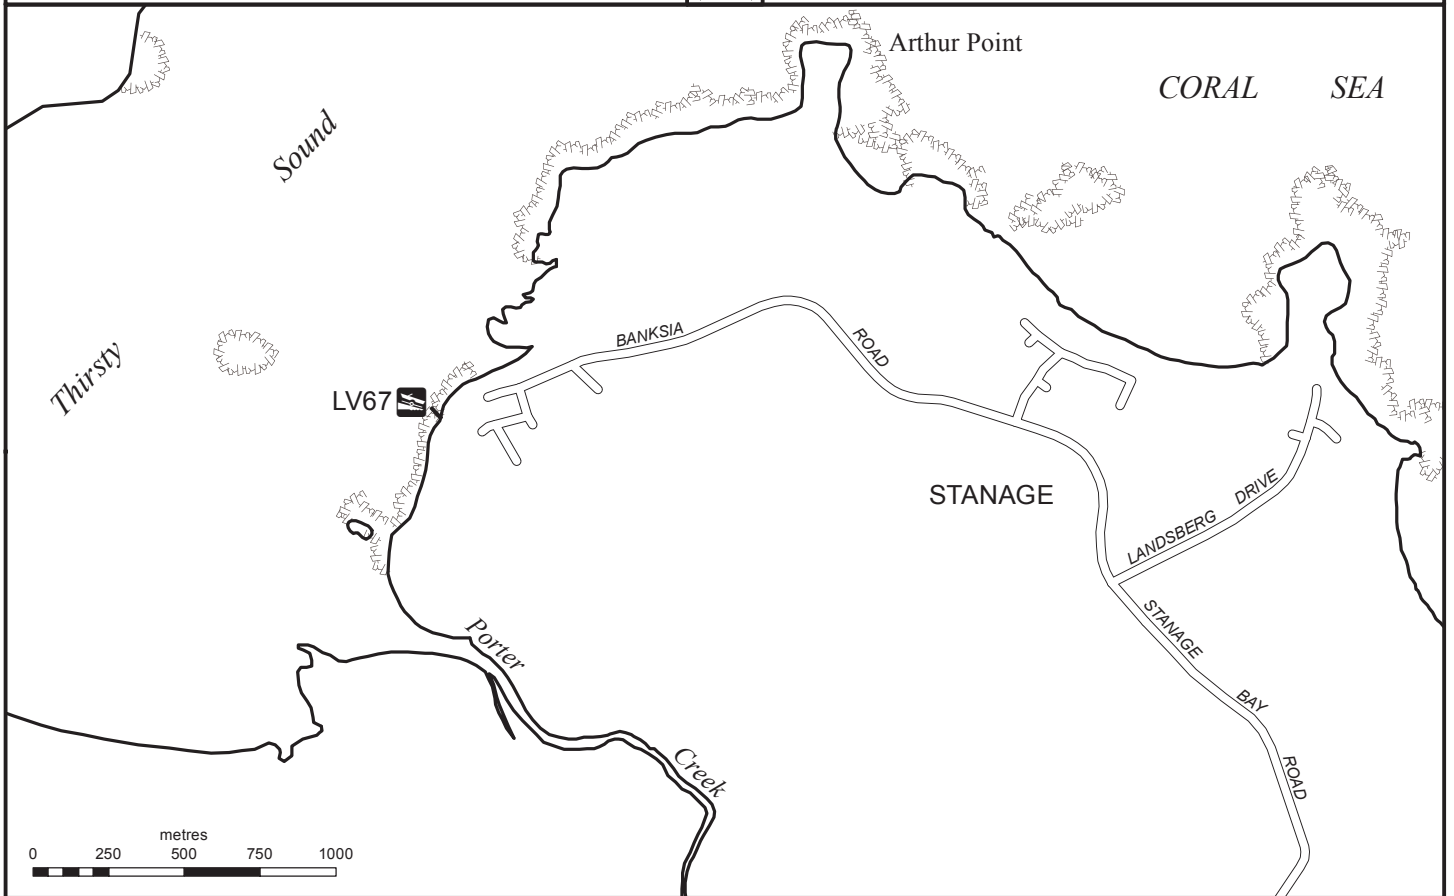 Arthur Point
CORAL SEA
Sound
Thirsty
BANKSIA ROAD
LV67
STANAGE
LANDSBERG DRIVE
STANAGE BAY ROAD
Porter Creek
metres
0 250 500 750 1000